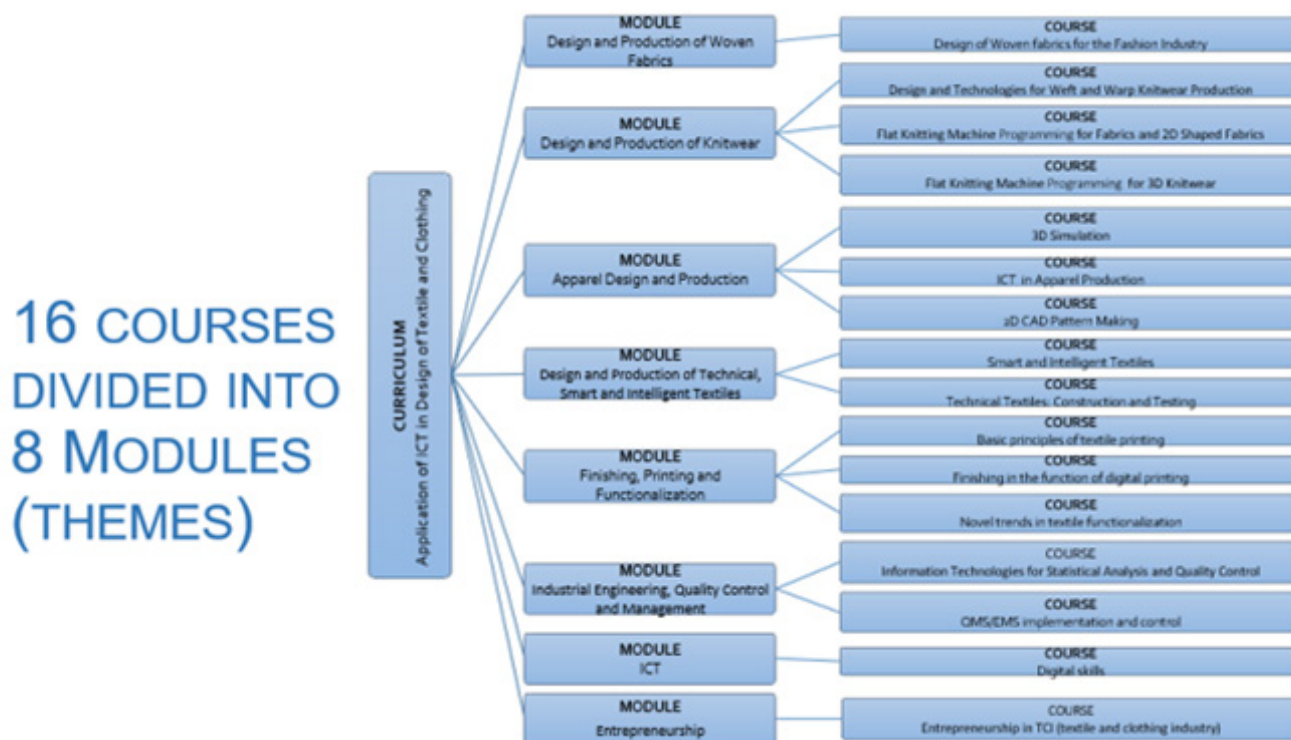 16 COURSES
DIVIDED INTO
8 MODULES
(THEMES)
CURRICULUM
Application of ICT in Design of Textile and Clothing
MODULE
Design and Production of Woven
Fabrics
COURSE
Design of Woven fabrics for the Fashion Industry
MODULE
Design and Production of Knitwear
COURSE
Design and Technologies for Weft and Warp Knitwear Production
COURSE
Flat Knitting Machine Programming for Fabrics and 2D Shaped Fabrics
COURSE
Flat Knitting Machine Programming for 3D Knitwear
MODULE
Apparel Design and Production
COURSE
3D Simulation
COURSE
ICT in Apparel Production
COURSE
2D CAD Pattern Making
MODULE
Design and Production of Technical,
Smart and Intelligent Textiles
COURSE
Smart and Intelligent Textiles
COURSE
Technical Textiles: Construction and Testing
MODULE
Finishing, Printing and
Functionalization
COURSE
Basic principles of textile printing
COURSE
Finishing in the function of digital printing
COURSE
Novel trends in textile functionalization
MODULE
Industrial Engineering, Quality Control
and Management
COURSE
Information Technologies for Statistical Analysis and Quality Control
COURSE
QMS/EMS implementation and control
MODULE
ICT
COURSE
Digital skills
MODULE
Entrepreneurship
COURSE
Entrepreneurship in TCI (textile and clothing industry)